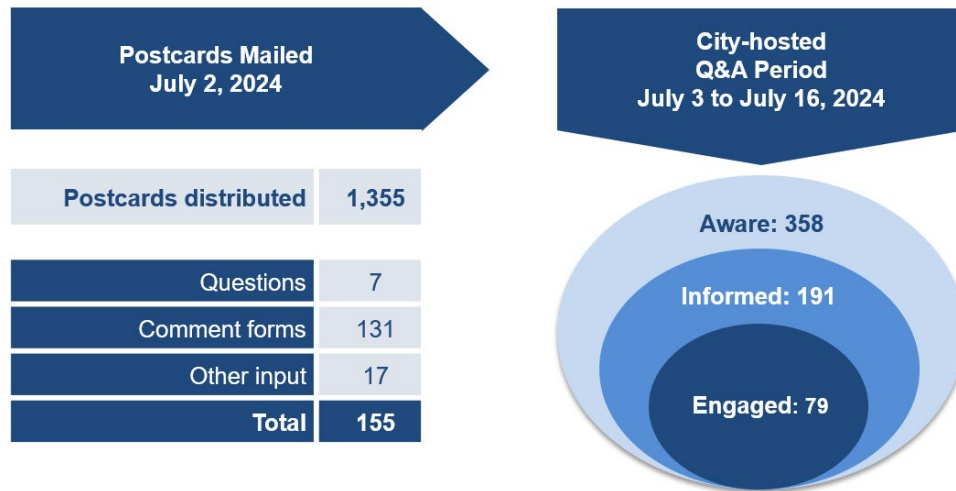 Postcards Mailed
July 2, 2024
City-hosted
Q&A Period
July 3 to July 16, 2024
Postcards distributed 1,355
Questions 7
Comment forms 131
Other input 17
Total 155
Aware: 358
Informed: 191
Engaged: 79